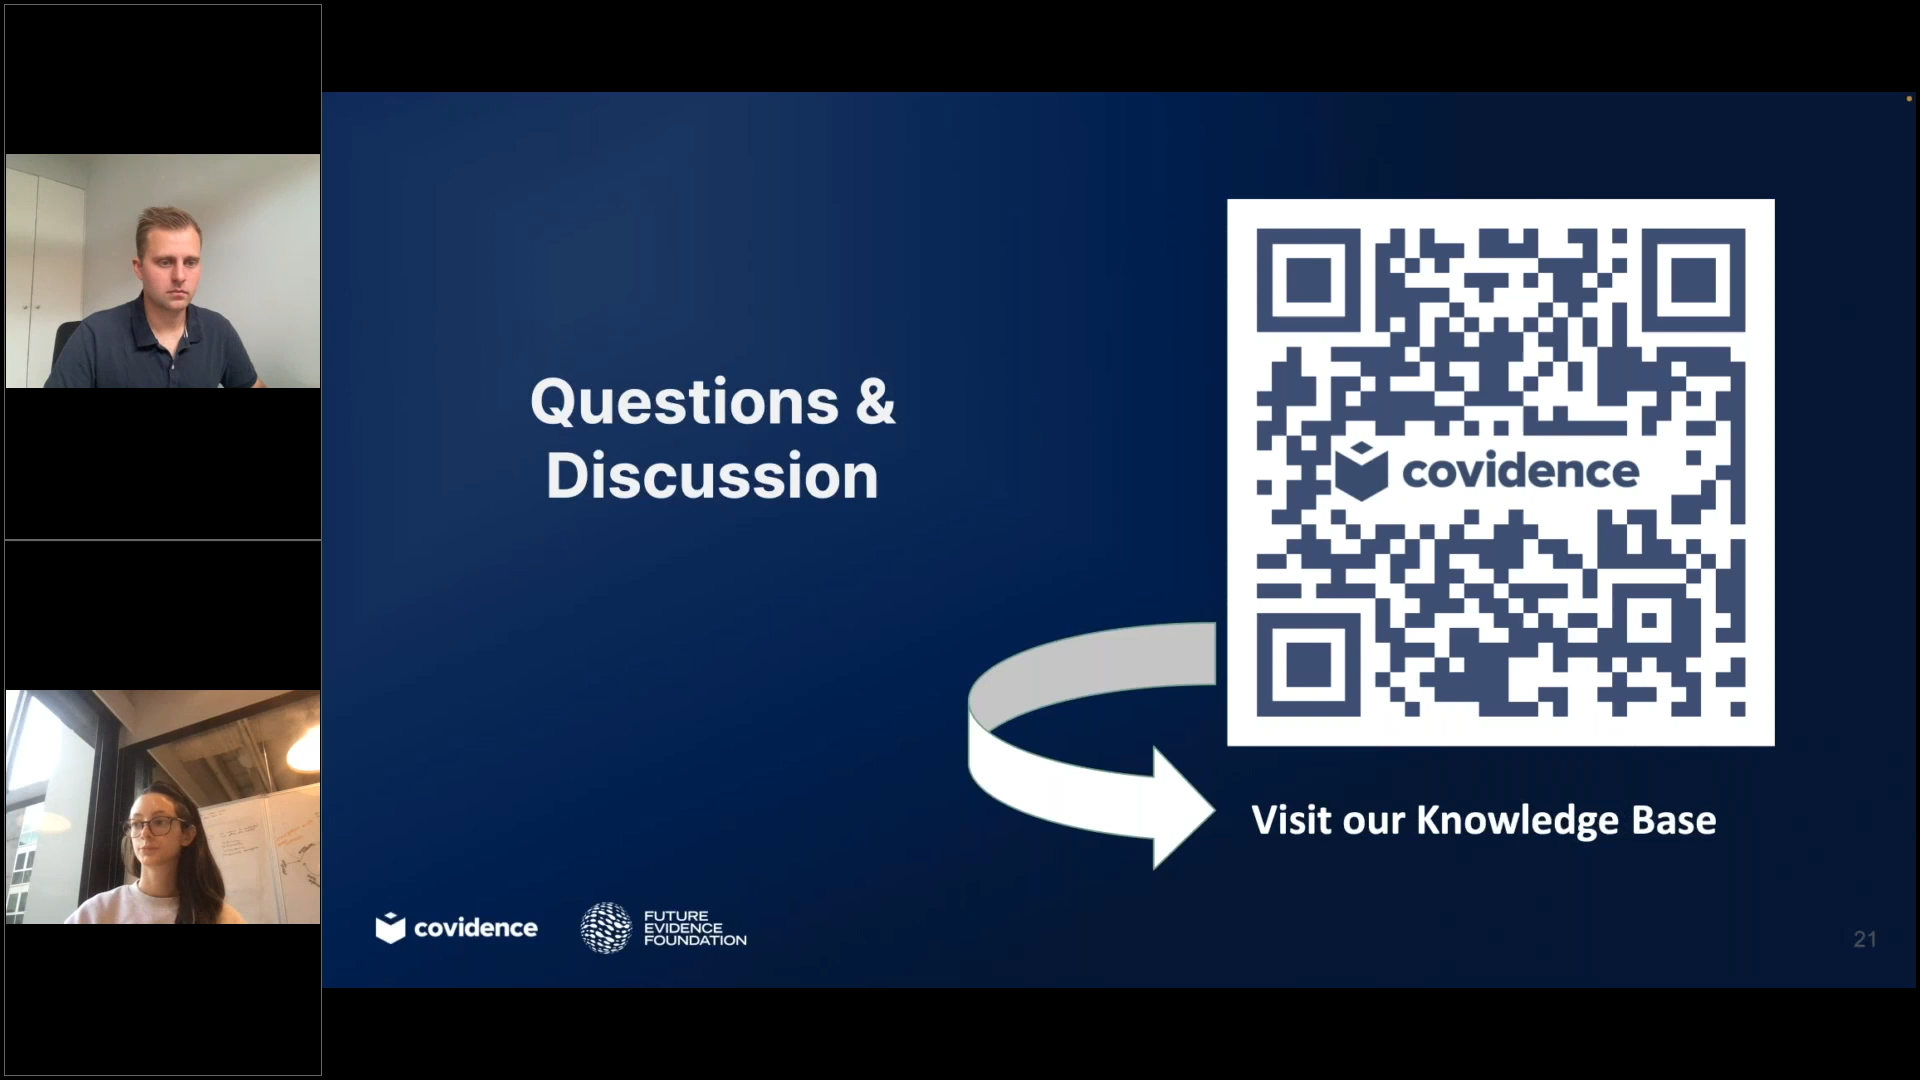 Questions &
Discussion
covidence
Visit our Knowledge Base
covidence
FUTURE
EVIDENCE
FOUNDATION
21